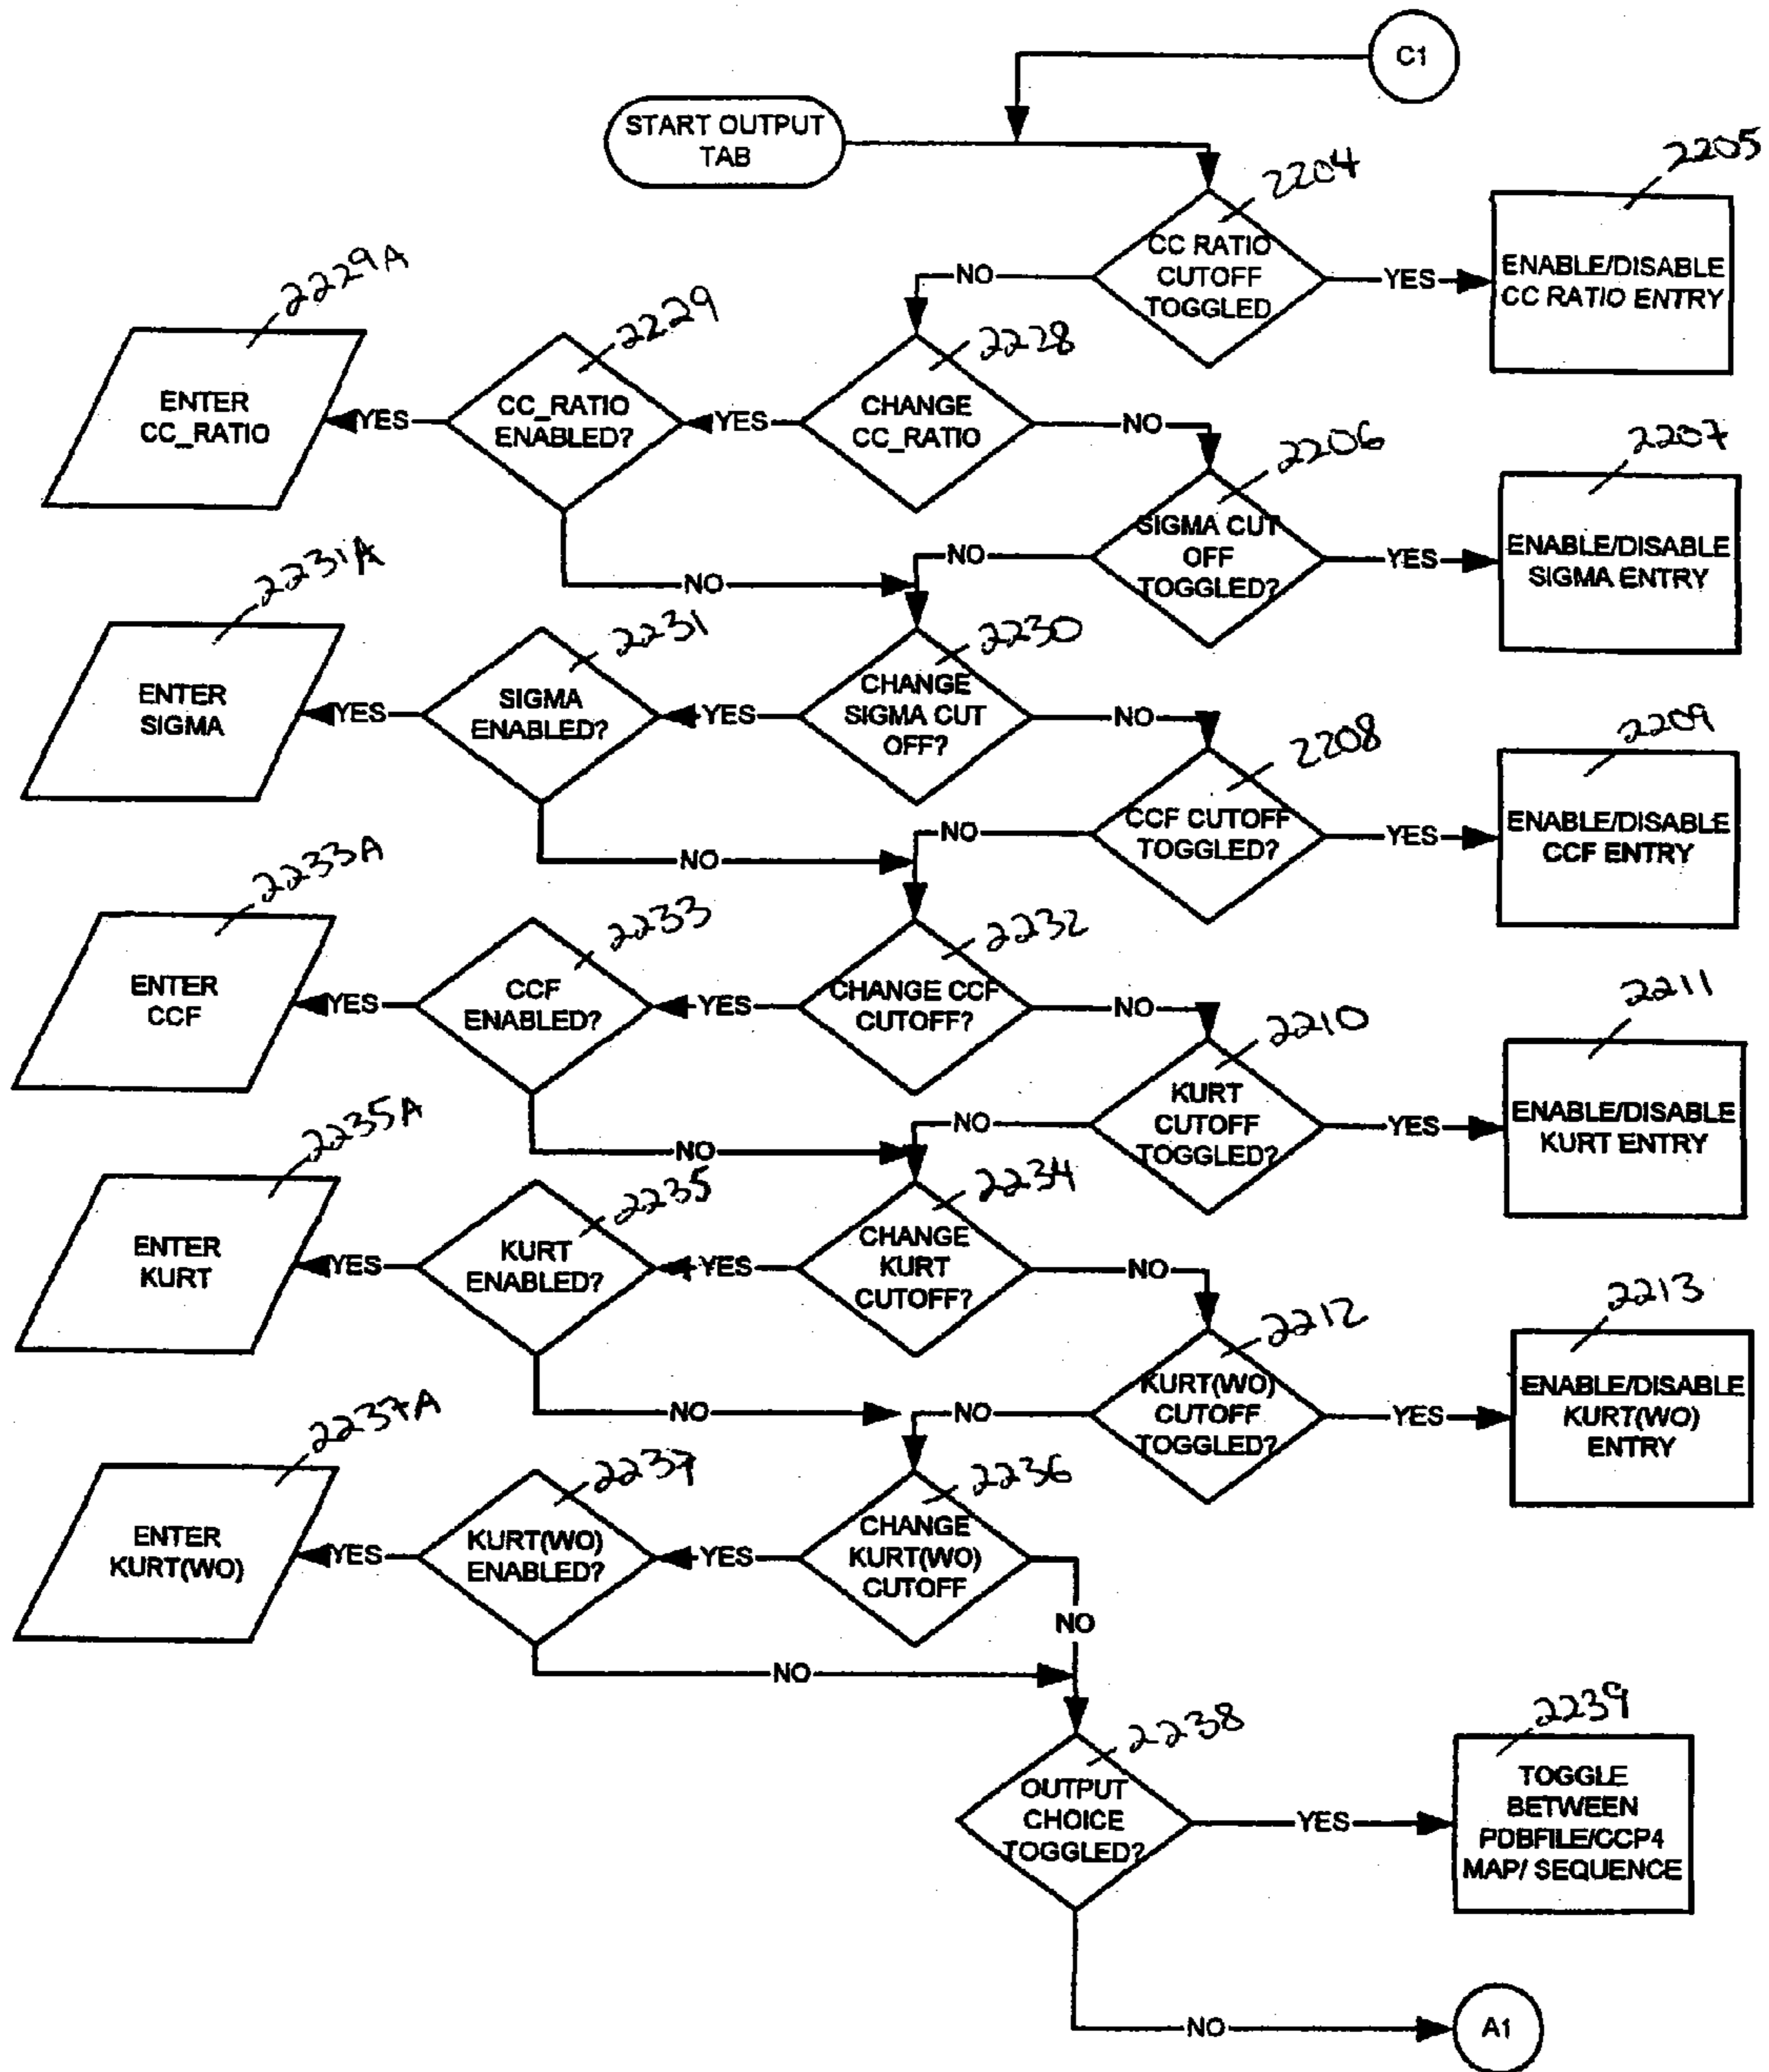 C1
START OUTPUT
TAB
2204
CC RATIO
CUTOFF
TOGGLED
NO
YES
2205
ENABLE/DISABLE
CC RATIO ENTRY
2228
CHANGE
CC_RATIO
YES
NO
2229
CC_RATIO
ENABLED?
YES
NO
2229A
ENTER
CC_RATIO
2206
SIGMA CUT
OFF
TOGGLED?
NO
YES
2207
ENABLE/DISABLE
SIGMA ENTRY
2230
CHANGE
SIGMA CUT
OFF?
YES
NO
2231
SIGMA
ENABLED?
YES
NO
2231A
ENTER
SIGMA
2208
CCF CUTOFF
TOGGLED?
NO
YES
2209
ENABLE/DISABLE
CCF ENTRY
2232
CHANGE CCF
CUTOFF?
YES
NO
2233
CCF
ENABLED?
YES
NO
2233A
ENTER
CCF
2210
KURT
CUTOFF
TOGGLED?
NO
YES
2211
ENABLE/DISABLE
KURT ENTRY
2234
CHANGE
KURT
CUTOFF?
YES
NO
2235
KURT
ENABLED?
YES
NO
2235A
ENTER
KURT
2212
KURT(WO)
CUTOFF
TOGGLED?
NO
YES
2213
ENABLE/DISABLE
KURT(WO)
ENTRY
2236
CHANGE
KURT(WO)
CUTOFF
YES
NO
2237
KURT(WO)
ENABLED?
YES
NO
2237A
ENTER
KURT(WO)
2238
OUTPUT
CHOICE
TOGGLED?
YES
NO
2239
TOGGLE
BETWEEN
PDBFILE/CCP4
MAP/ SEQUENCE
A1